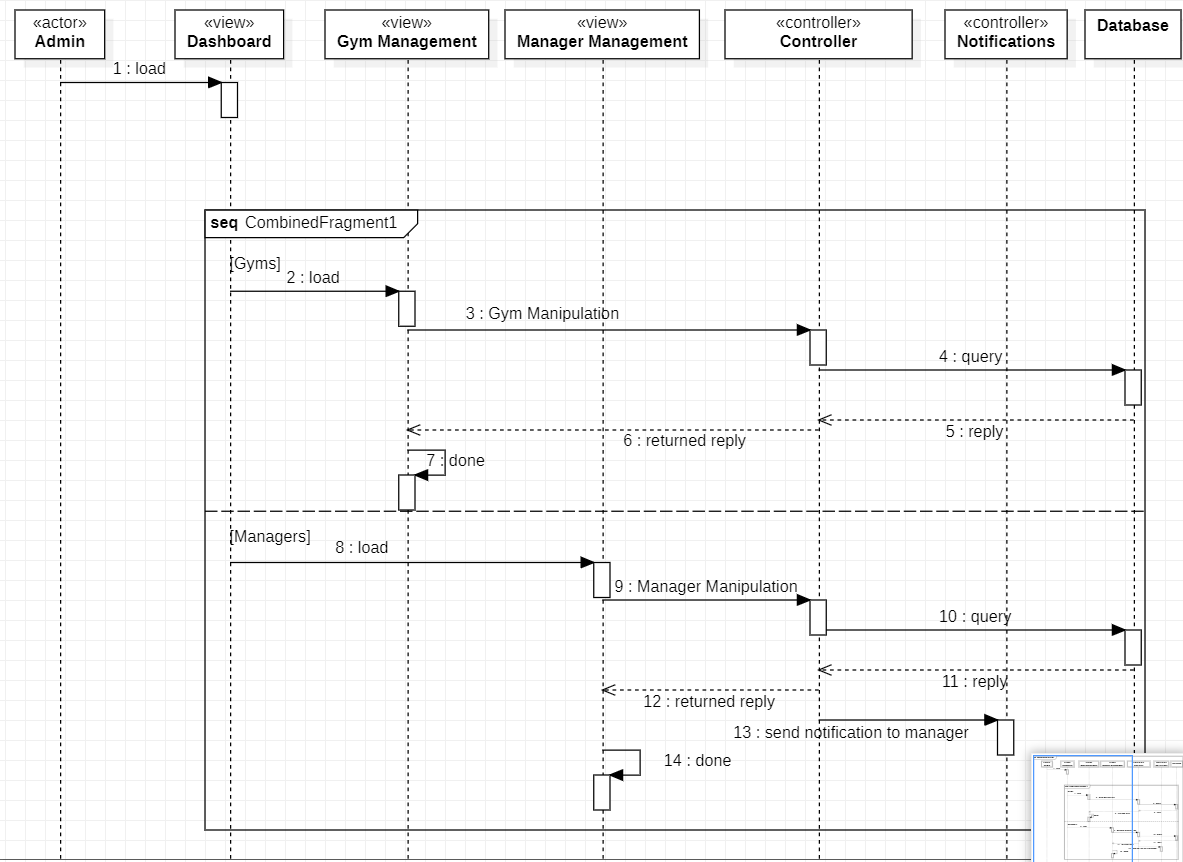 «actor»
Admin
«view»
Dashboard
«view»
Gym Management
«view»
Manager Management
«controller»
Controller
«controller»
Notifications
Database
1 : load
seq CombinedFragment1
[Gyms]
2 : load
3 : Gym Manipulation
4 : query
5 : reply
6 : returned reply
7 : done
[Managers]
8 : load
9 : Manager Manipulation
10 : query
11 : reply
12 : returned reply
13 : send notification to manager
14 : done